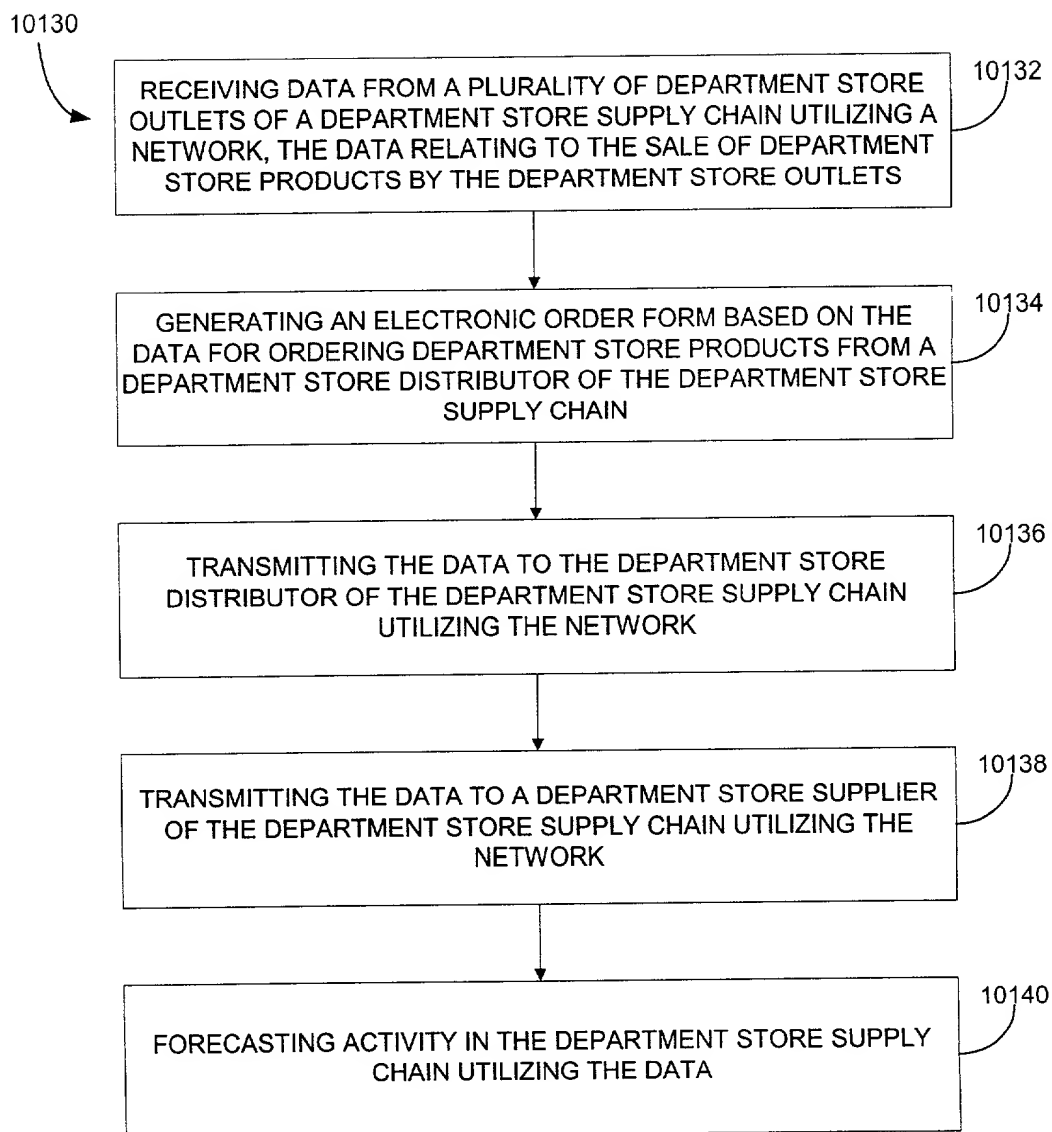 10130
RECEIVING DATA FROM A PLURALITY OF DEPARTMENT STORE
OUTLETS OF A DEPARTMENT STORE SUPPLY CHAIN UTILIZING A
NETWORK, THE DATA RELATING TO THE SALE OF DEPARTMENT
STORE PRODUCTS BY THE DEPARTMENT STORE OUTLETS
10132
GENERATING AN ELECTRONIC ORDER FORM BASED ON THE
DATA FOR ORDERING DEPARTMENT STORE PRODUCTS FROM A
DEPARTMENT STORE DISTRIBUTOR OF THE DEPARTMENT STORE
SUPPLY CHAIN
10134
TRANSMITTING THE DATA TO THE DEPARTMENT STORE
DISTRIBUTOR OF THE DEPARTMENT STORE SUPPLY CHAIN
UTILIZING THE NETWORK
10136
TRANSMITTING THE DATA TO A DEPARTMENT STORE SUPPLIER
OF THE DEPARTMENT STORE SUPPLY CHAIN UTILIZING THE
NETWORK
10138
FORECASTING ACTIVITY IN THE DEPARTMENT STORE SUPPLY
CHAIN UTILIZING THE DATA
10140